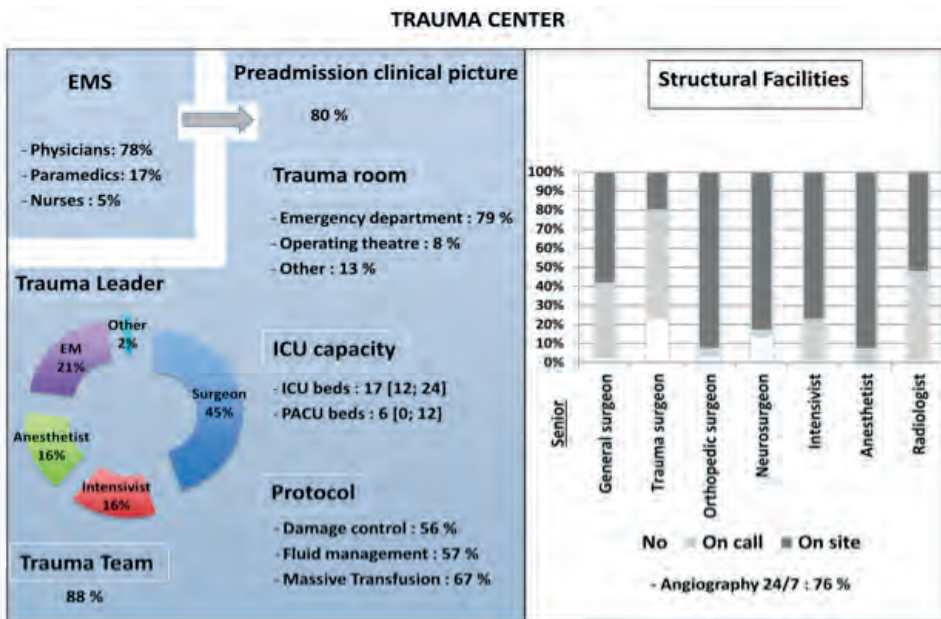 TRAUMA CENTER
EMS
- Physicians: 78%
- Paramedics: 17%
- Nurses : 5%
Preadmission clinical picture
80 %
Trauma room
- Emergency department : 79 %
- Operating theatre : 8 %
- Other : 13 %
Trauma Leader
Other
2%
EM
21%
Surgeon
45%
Anesthetist
16%
Intensivist
16%
ICU capacity
- ICU beds : 17 [12; 24]
- PACU beds : 6 [0; 12]
Protocol
- Damage control : 56 %
- Fluid management : 57 %
- Massive Transfusion : 67 %
Trauma Team
88 %
Structural Facilities
100%
90%
80%
70%
60%
50%
40%
30%
20%
10%
0%
Senior
General surgeon
Trauma surgeon
Orthopedic surgeon
Neurosurgeon
Intensivist
Anesthetist
Radiologist
No On call On site
- Angiography 24/7 : 76 %